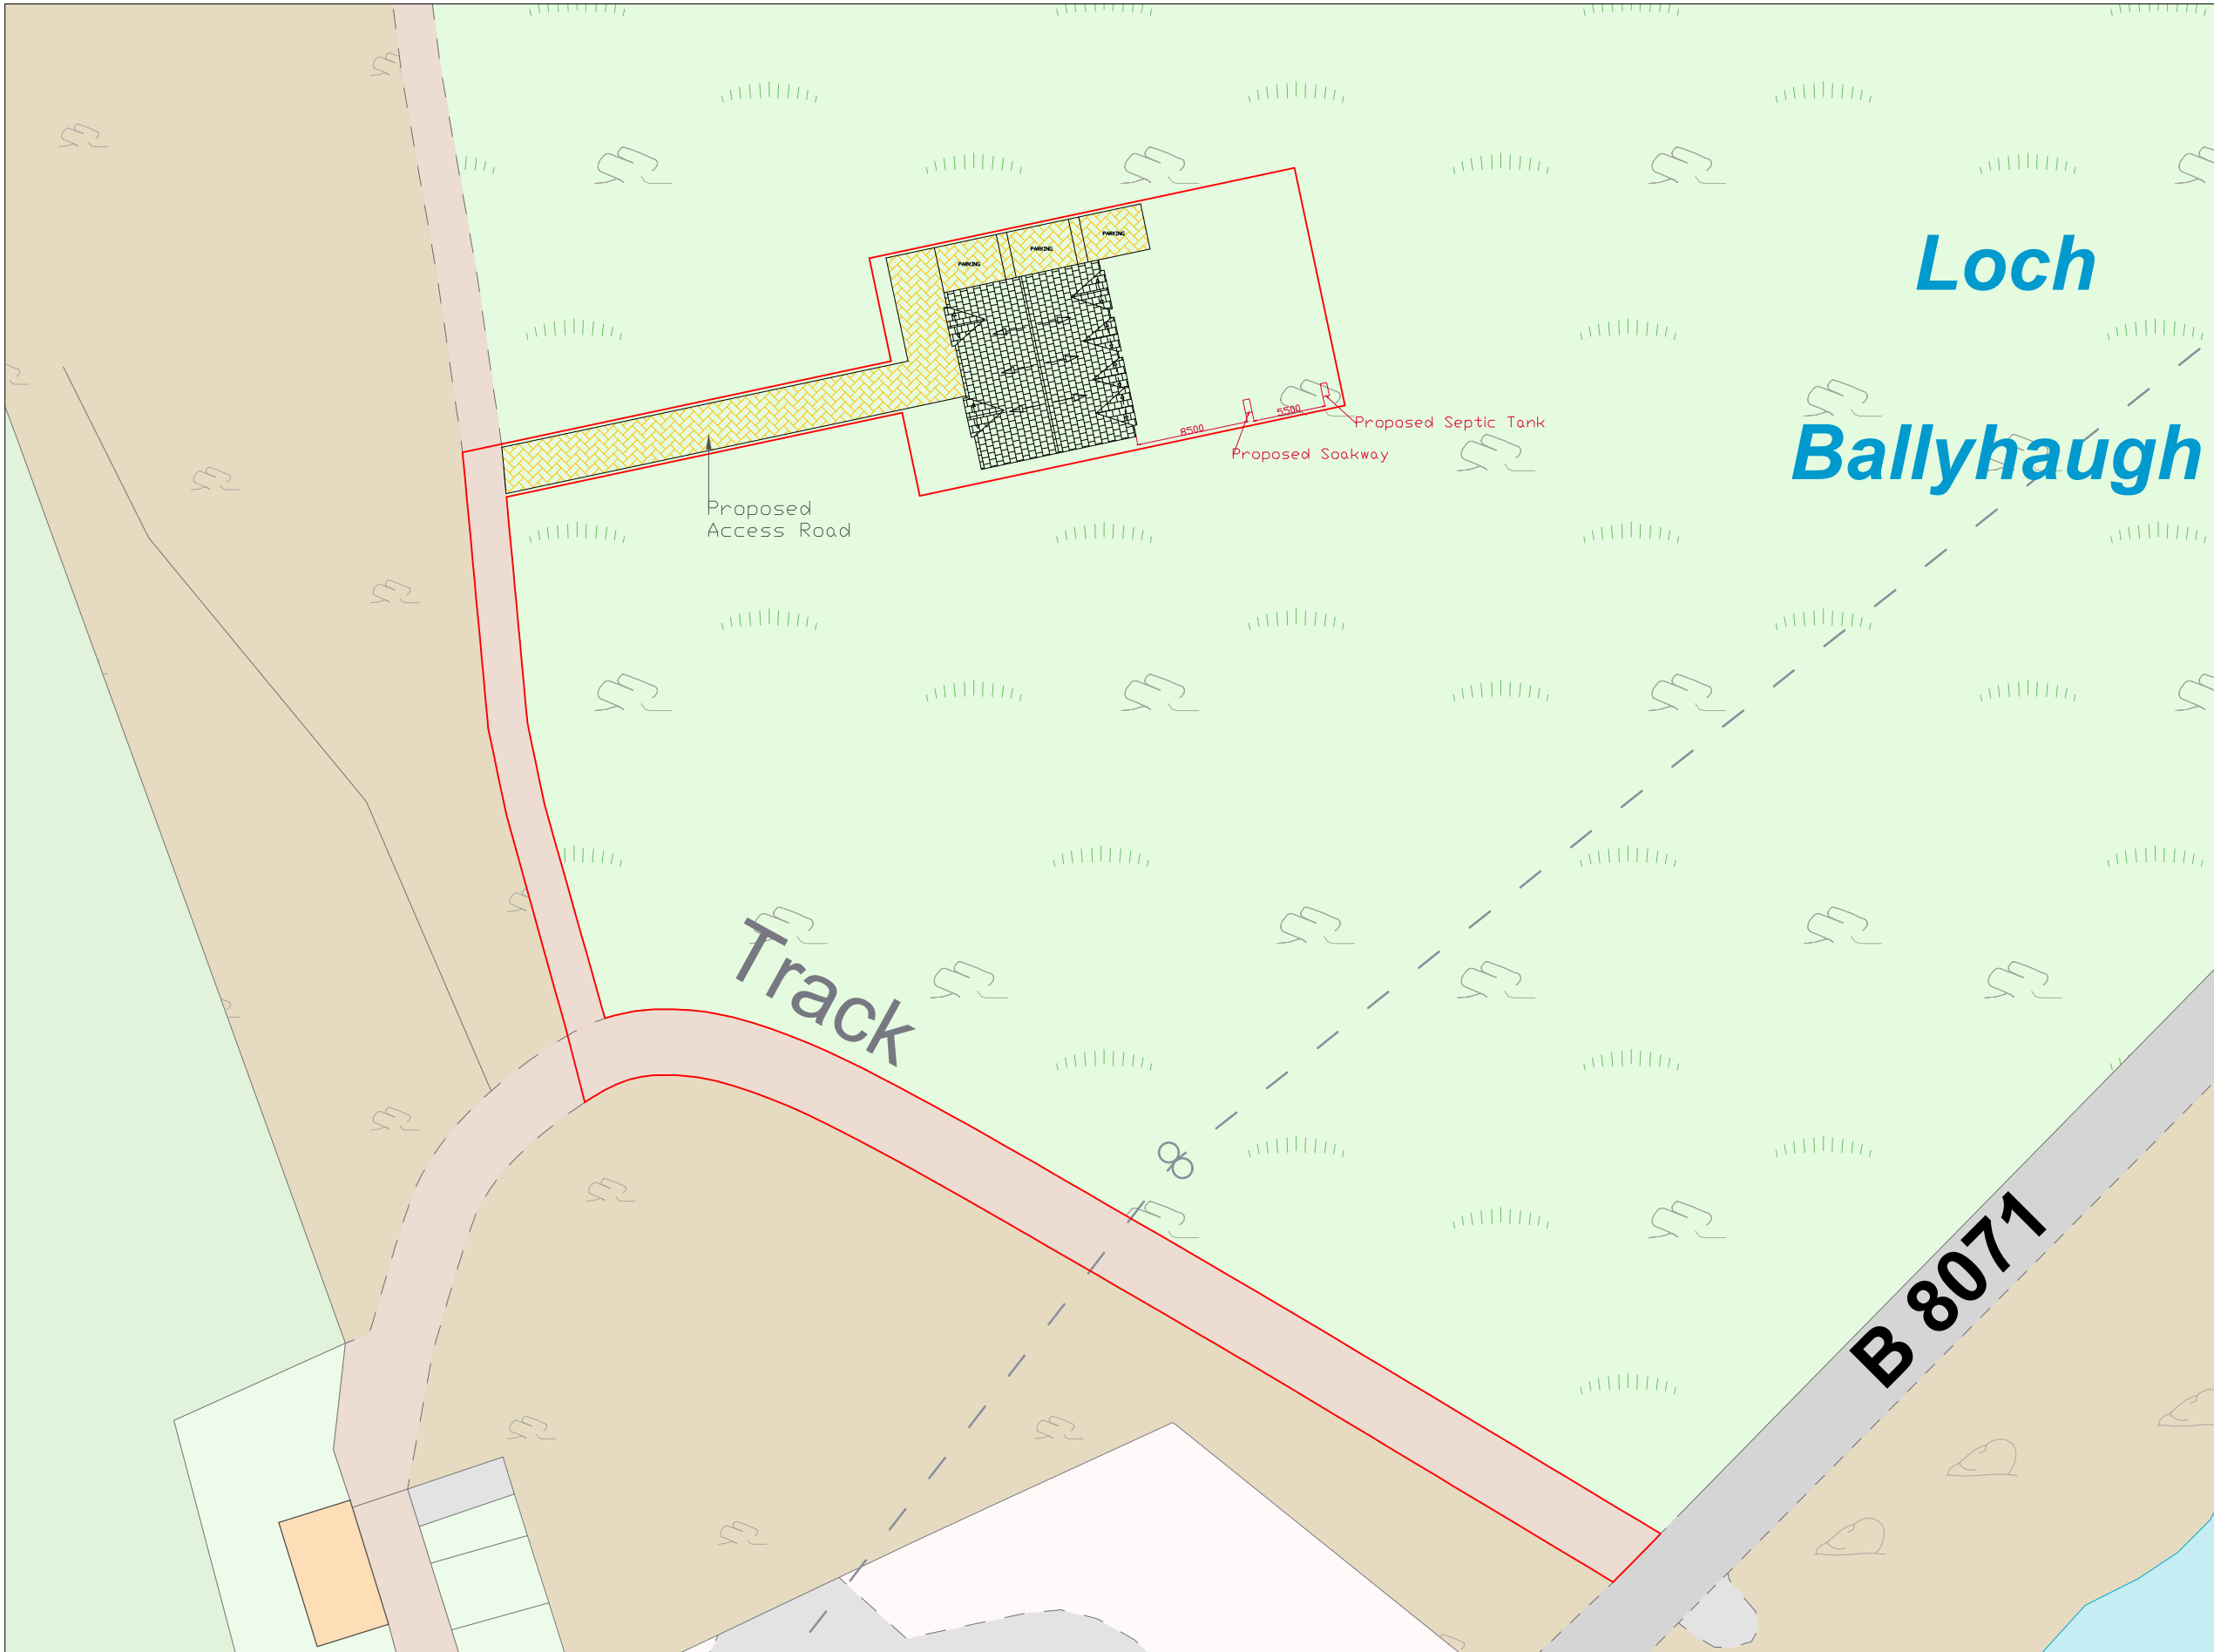 PARKING
PARKING
PARKING
Loch
Ballyhaugh
5500
8500
Proposed Septic Tank
Proposed Soakway
Proposed
Access Road
Track
B 8071